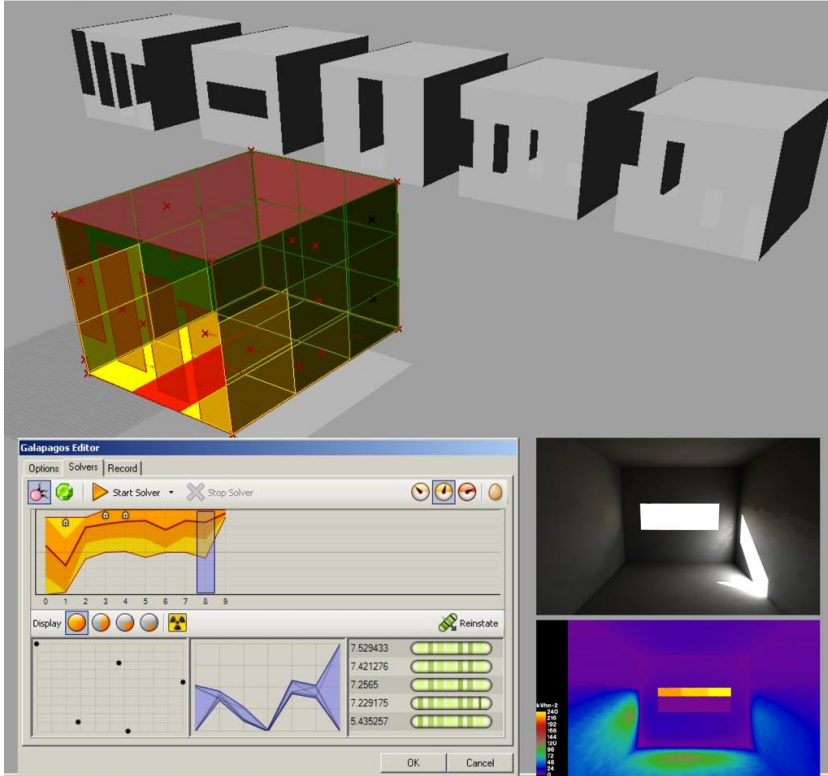 Galapagos Editor
Options Solvers Record
Start Solver Stop Solver
0 1 2 3 4 5 6 7 8 9
Display Reinstate
7.529433
7.421276
7.2565
7.229175
5.435257
OK Cancel
kWhm-2
240
216
192
168
144
120
96
72
48
24
0